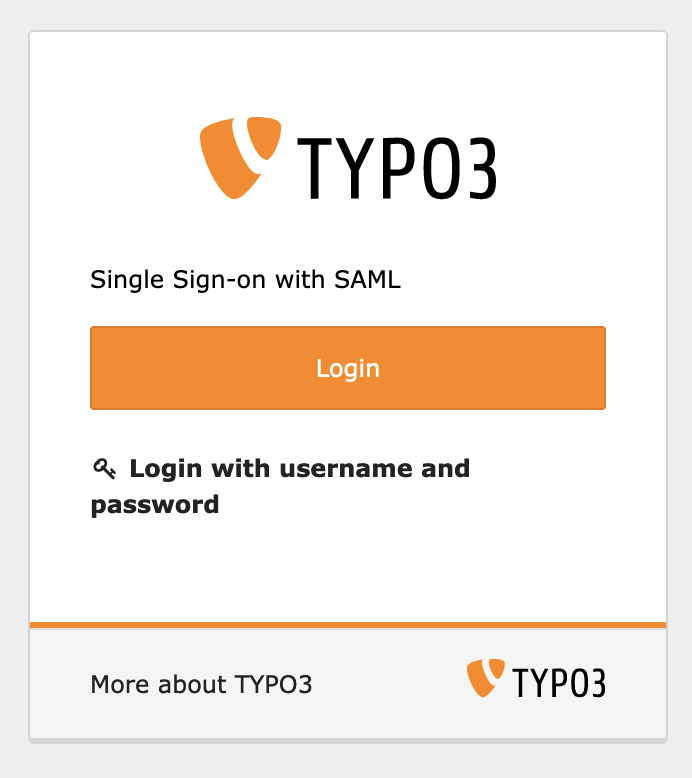 TYPO3
Single Sign-on with SAML
Login
Login with username and
password
More about TYPO3
TYPO3